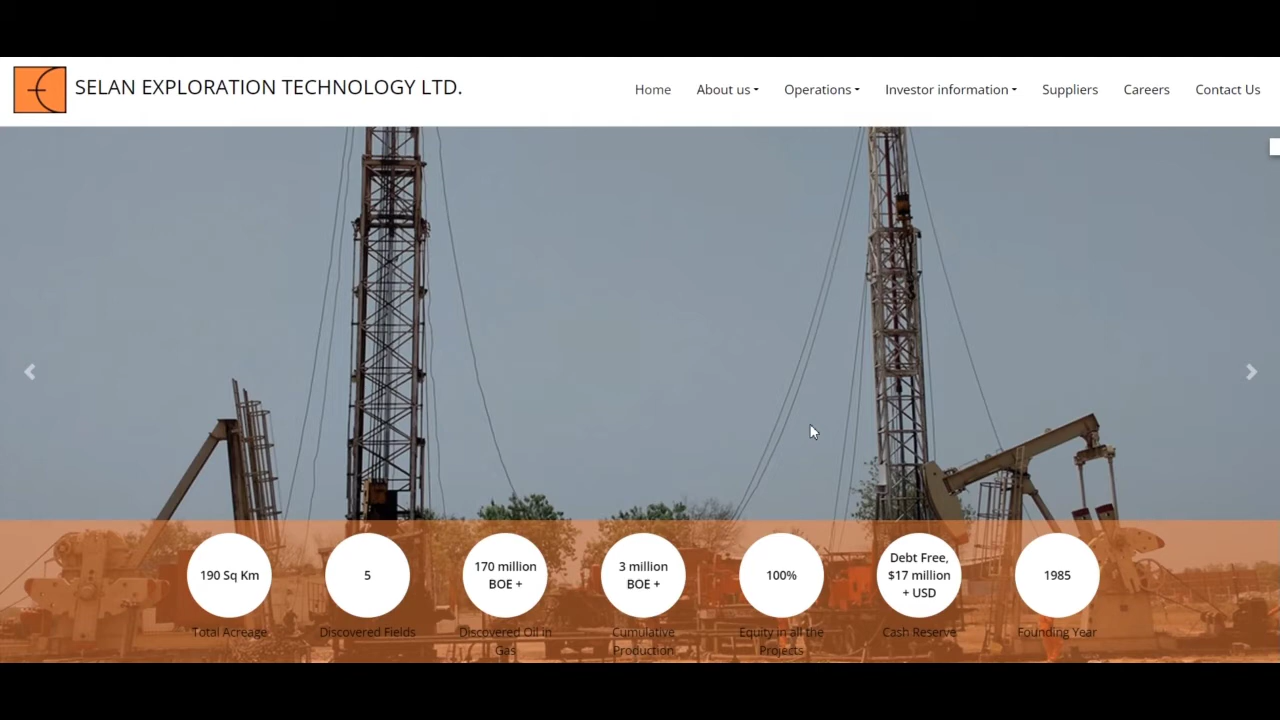 SELAN EXPLORATION TECHNOLOGY LTD.
Home About us Operations Investor information Suppliers Careers Contact Us
190 Sq Km
Total Acreage
5
Discovered Fields
170 million
BOE +
Discovered Oil in
Gas
3 million
BOE +
Cumulative
Production
100%
Equity in all the
Projects
Debt Free,
$17 million
+ USD
Cash Reserve
1985
Founding Year